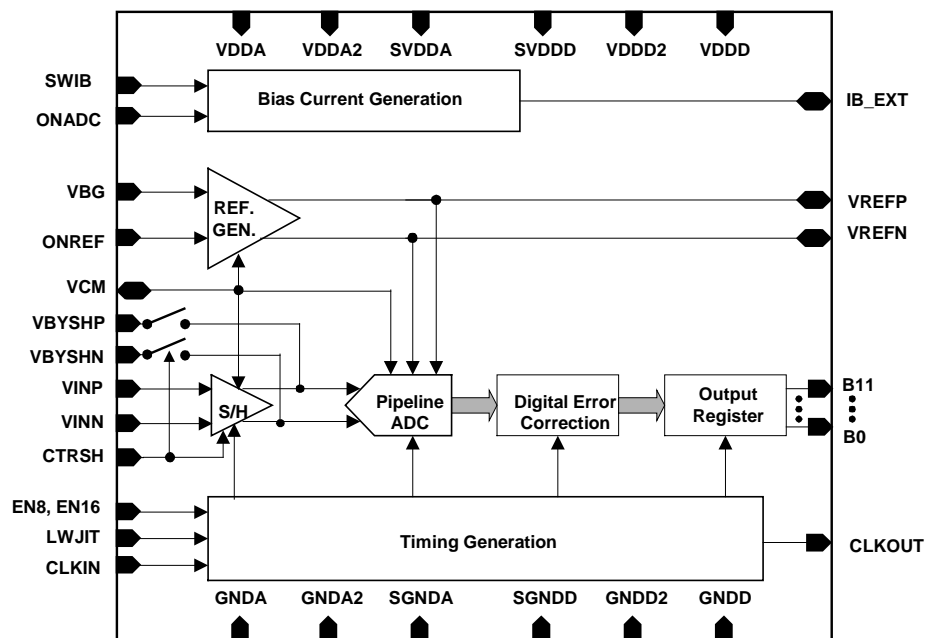 VDDA VDDA2 SVDDA SVDDD VDDD2 VDDD
SWIB
ONADC
Bias Current Generation
IB_EXT
VBG
ONREF
REF.
GEN.
VREFP
VREFN
VCM
VBYSHP
VBYSHN
VINP
VINN
CTRSH
S/H
Pipeline
ADC
Digital Error
Correction
Output
Register
B11
B0
EN8, EN16
LWJIT
CLKIN
Timing Generation
CLKOUT
GNDA GNDA2 SGNDA SGNDD GNDD2 GNDD